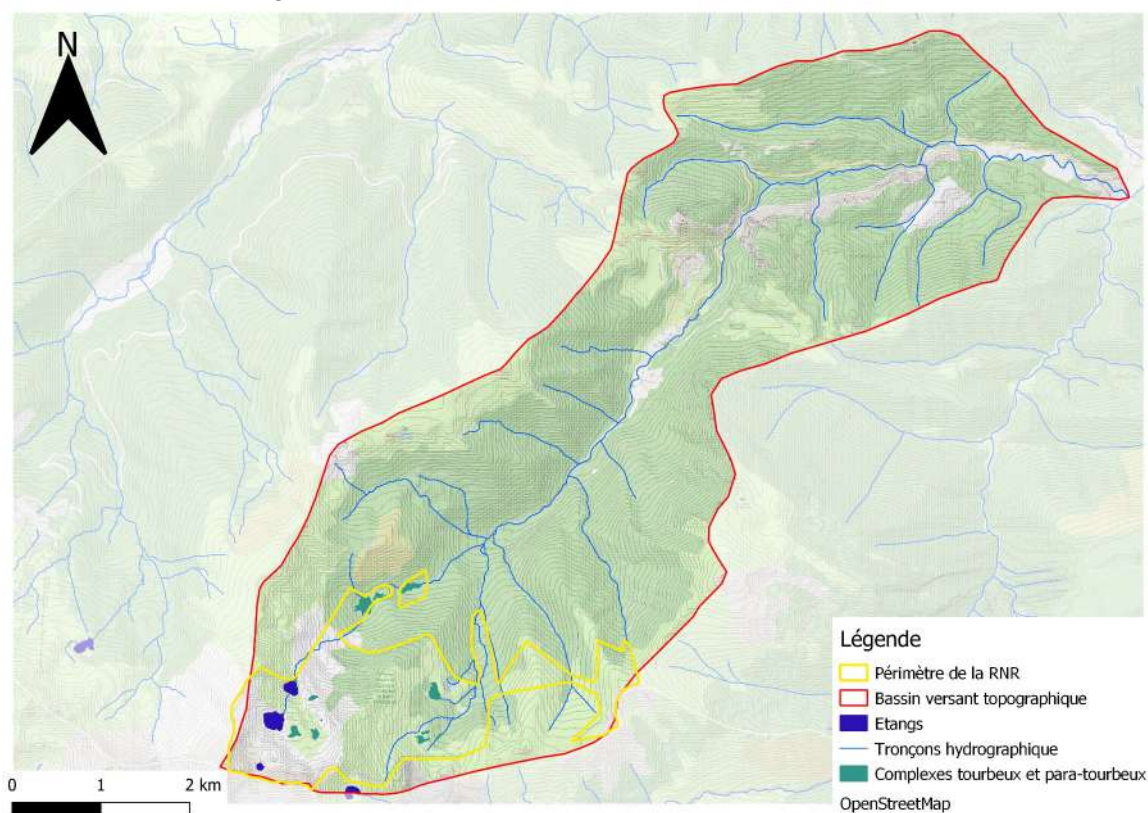 N
Légende
Périmètre de la RNR
Bassin versant topographique
Etangs
Tronçons hydrographique
Complexes tourbeux et para-tourbeux
OpenStreetMap
0 1 2 km